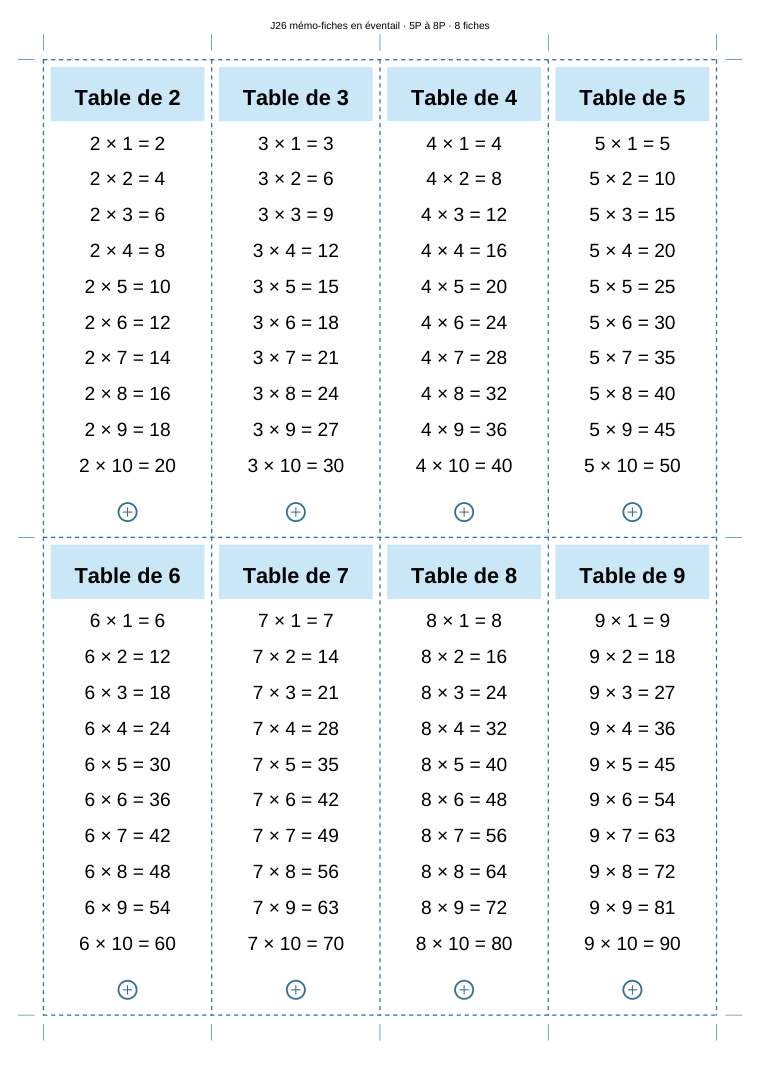 J26 mémo-fiches en éventail · 5P à 8P · 8 fiches
Table de 2
2 × 1 = 2
2 × 2 = 4
2 × 3 = 6
2 × 4 = 8
2 × 5 = 10
2 × 6 = 12
2 × 7 = 14
2 × 8 = 16
2 × 9 = 18
2 × 10 = 20
Table de 3
3 × 1 = 3
3 × 2 = 6
3 × 3 = 9
3 × 4 = 12
3 × 5 = 15
3 × 6 = 18
3 × 7 = 21
3 × 8 = 24
3 × 9 = 27
3 × 10 = 30
Table de 4
4 × 1 = 4
4 × 2 = 8
4 × 3 = 12
4 × 4 = 16
4 × 5 = 20
4 × 6 = 24
4 × 7 = 28
4 × 8 = 32
4 × 9 = 36
4 × 10 = 40
Table de 5
5 × 1 = 5
5 × 2 = 10
5 × 3 = 15
5 × 4 = 20
5 × 5 = 25
5 × 6 = 30
5 × 7 = 35
5 × 8 = 40
5 × 9 = 45
5 × 10 = 50
Table de 6
6 × 1 = 6
6 × 2 = 12
6 × 3 = 18
6 × 4 = 24
6 × 5 = 30
6 × 6 = 36
6 × 7 = 42
6 × 8 = 48
6 × 9 = 54
6 × 10 = 60
Table de 7
7 × 1 = 7
7 × 2 = 14
7 × 3 = 21
7 × 4 = 28
7 × 5 = 35
7 × 6 = 42
7 × 7 = 49
7 × 8 = 56
7 × 9 = 63
7 × 10 = 70
Table de 8
8 × 1 = 8
8 × 2 = 16
8 × 3 = 24
8 × 4 = 32
8 × 5 = 40
8 × 6 = 48
8 × 7 = 56
8 × 8 = 64
8 × 9 = 72
8 × 10 = 80
Table de 9
9 × 1 = 9
9 × 2 = 18
9 × 3 = 27
9 × 4 = 36
9 × 5 = 45
9 × 6 = 54
9 × 7 = 63
9 × 8 = 72
9 × 9 = 81
9 × 10 = 90